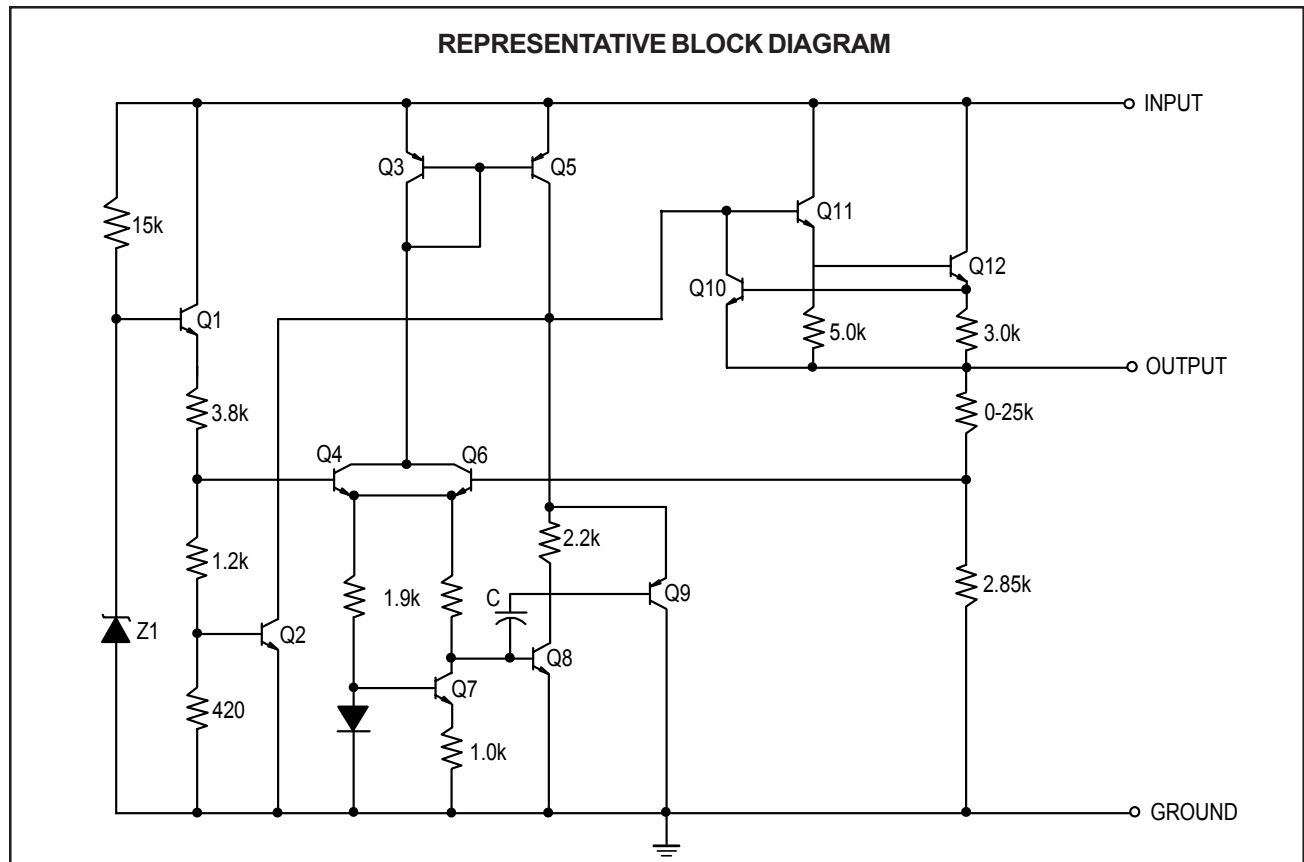 REPRESENTATIVE BLOCK DIAGRAM
INPUT
Q3
Q5
15k
Q11
Q12
Q10
Q1
5.0k
3.0k
OUTPUT
3.8k
0-25k
Q4
Q6
2.2k
1.2k
1.9k
C
Q9
2.85k
Z1
Q2
Q8
Q7
420
1.0k
GROUND